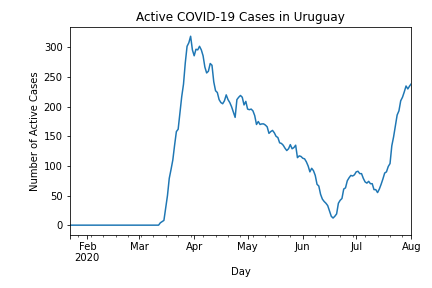 Active COVID-19 Cases in Uruguay
Number of Active Cases
300
250
200
150
100
50
0
Feb Mar Apr May Jun Jul Aug
2020
Day